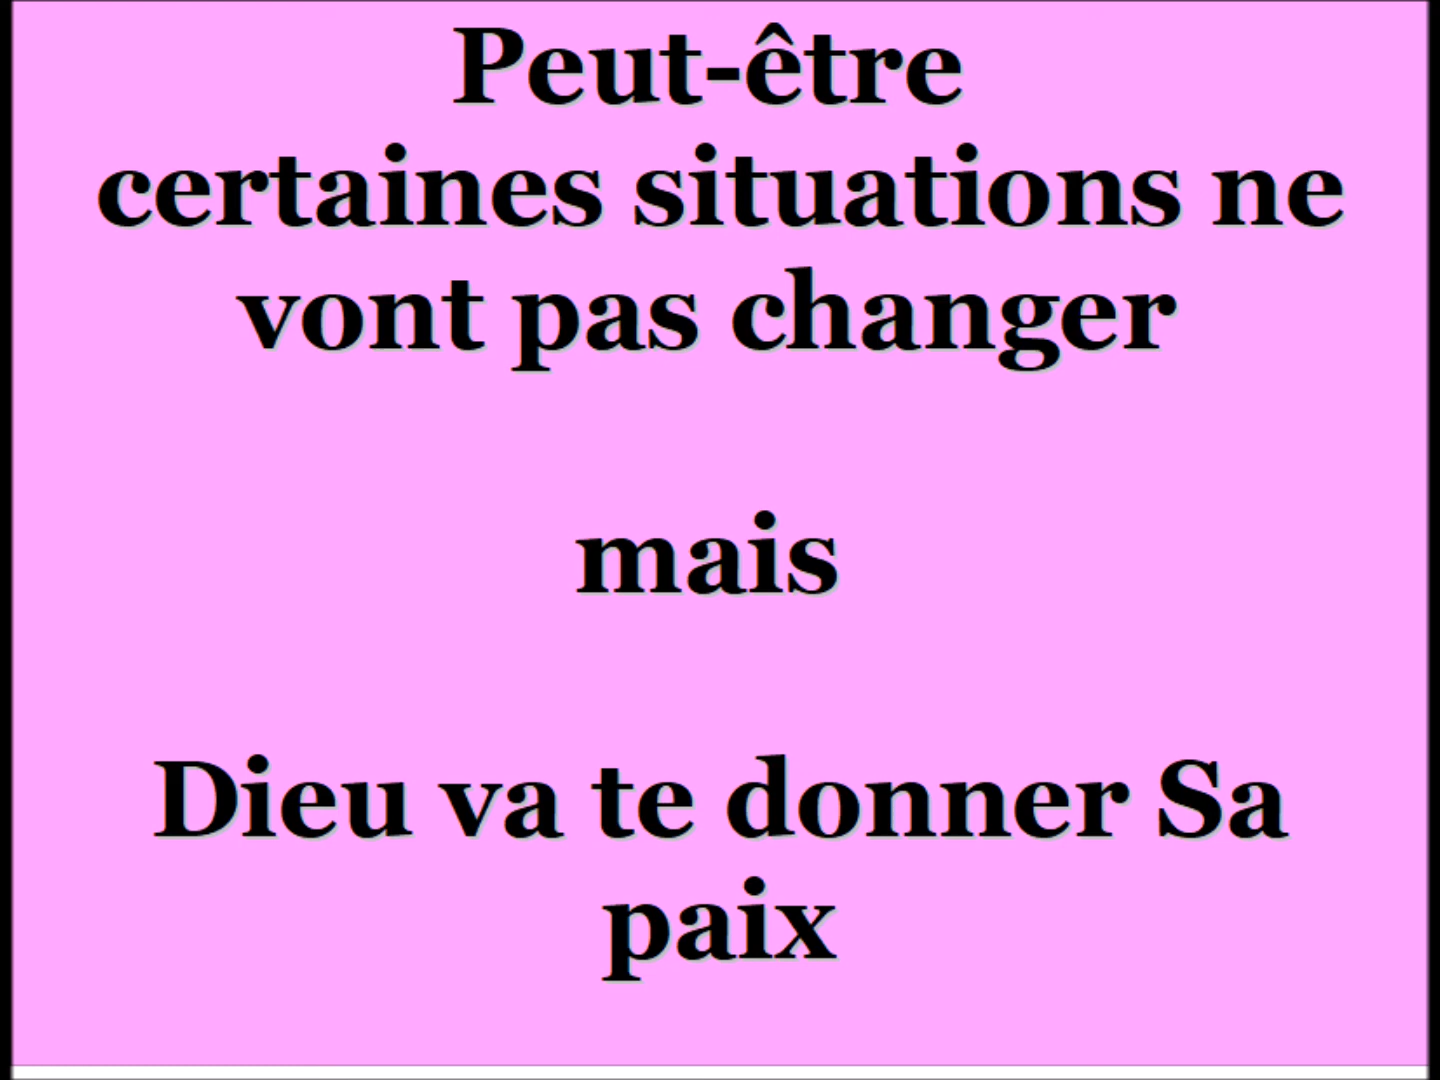 Peut-être
certaines situations ne
vont pas changer
mais
Dieu va te donner Sa
paix